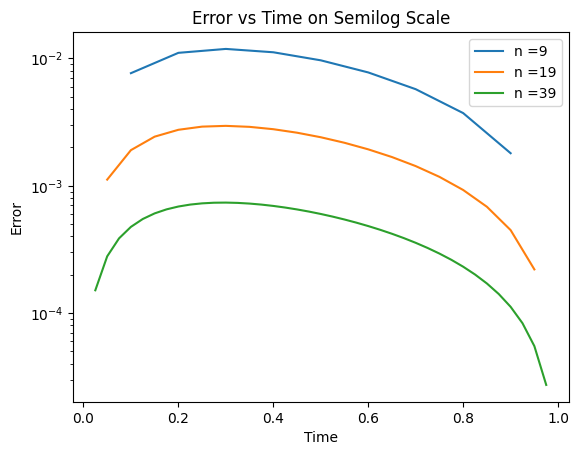 Error vs Time on Semilog Scale
n =9
n =19
n =39
10⁻²
10⁻³
10⁻⁴
Error
0.0 0.2 0.4 0.6 0.8 1.0
Time